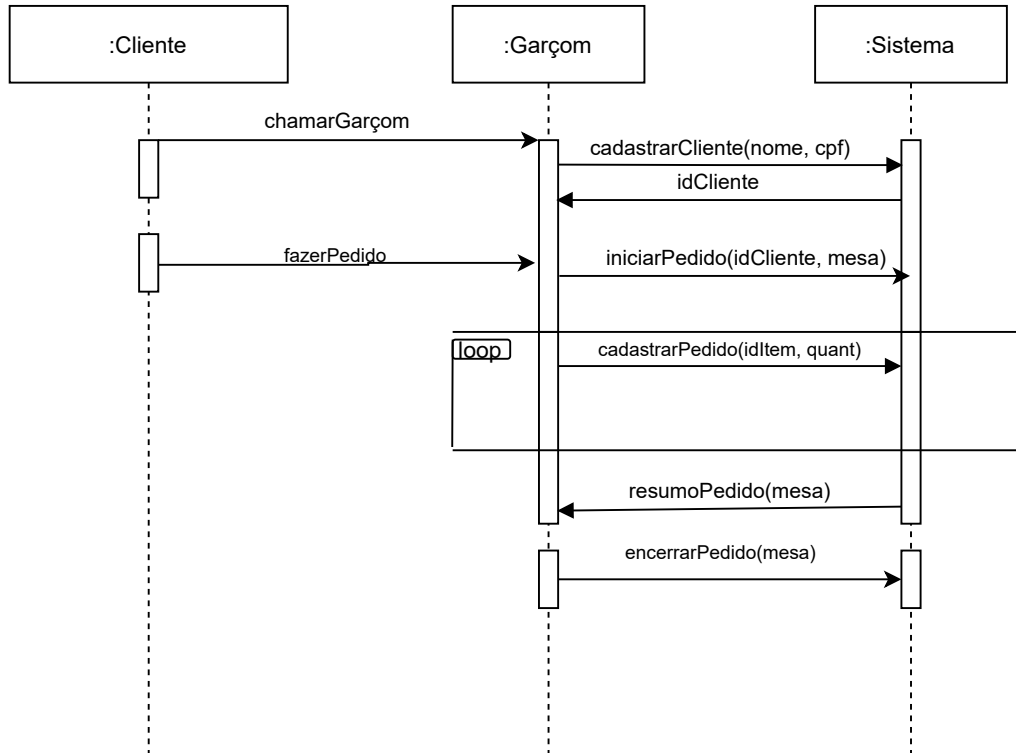 :Cliente
:Garçom
:Sistema
chamarGarçom
cadastrarCliente(nome, cpf)
idCliente
fazerPedido
iniciarPedido(idCliente, mesa)
loop
cadastrarPedido(idItem, quant)
resumoPedido(mesa)
encerrarPedido(mesa)